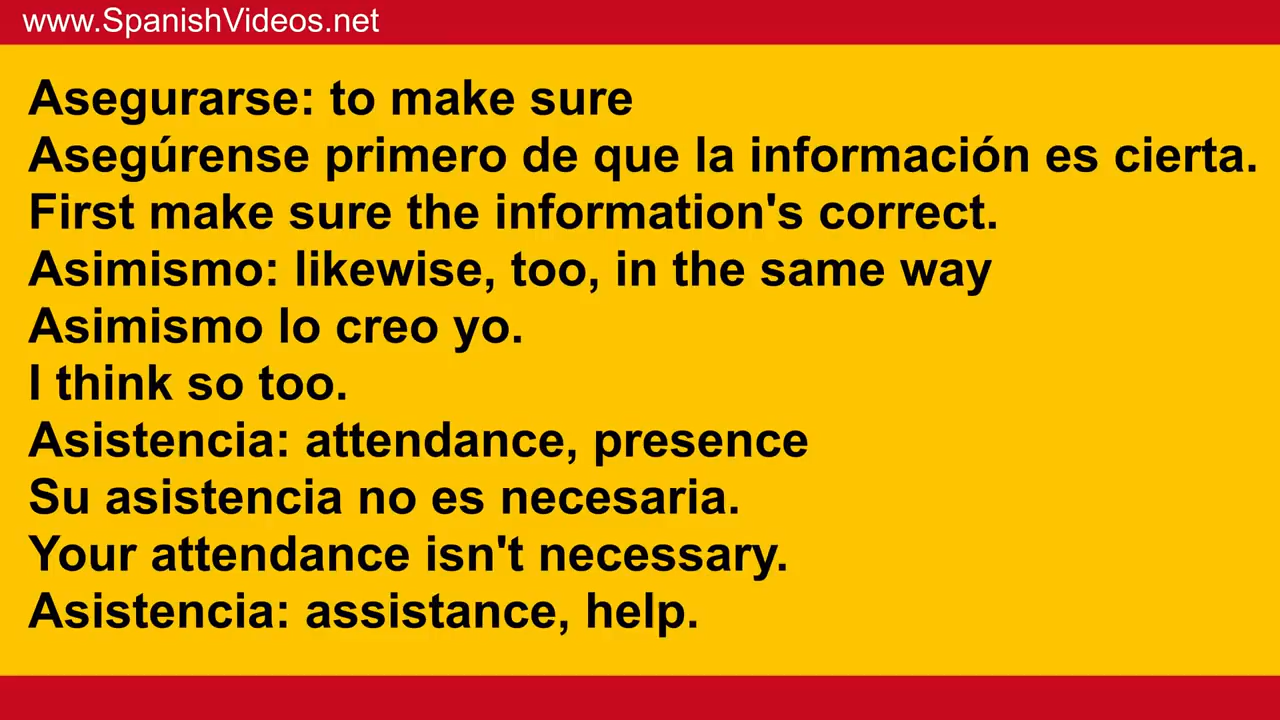 www.SpanishVideos.net
Asegurarse: to make sure
Asegúrense primero de que la información es cierta.
First make sure the information's correct.
Asimismo: likewise, too, in the same way
Asimismo lo creo yo.
I think so too.
Asistencia: attendance, presence
Su asistencia no es necesaria.
Your attendance isn't necessary.
Asistencia: assistance, help.